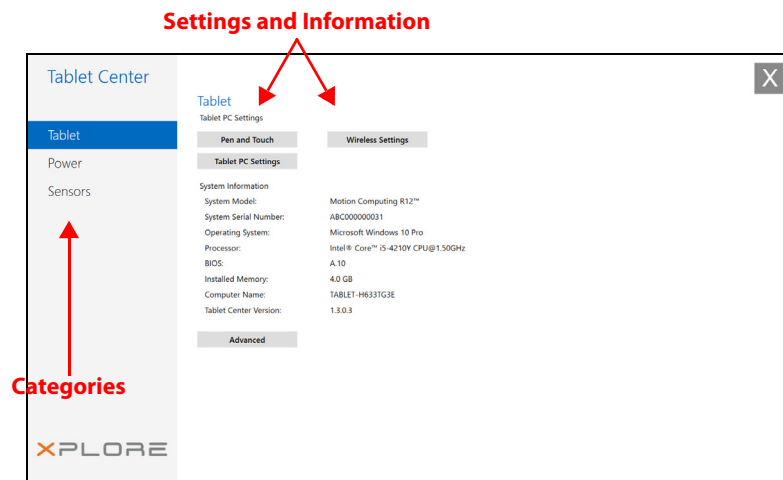 Settings and Information
Tablet Center
X
Tablet
Tablet PC Settings
Tablet
Pen and Touch
Wireless Settings
Power
Tablet PC Settings
Sensors
System Information
System Model: Motion Computing R12™
System Serial Number: ABC000000031
Operating System: Microsoft Windows 10 Pro
Processor: Intel® Core™ i5-4210Y CPU@1.50GHz
BIOS: A.10
Installed Memory: 4.0 GB
Computer Name: TABLET-H633TG3E
Tablet Center Version: 1.3.0.3
Advanced
Categories
XPLORE